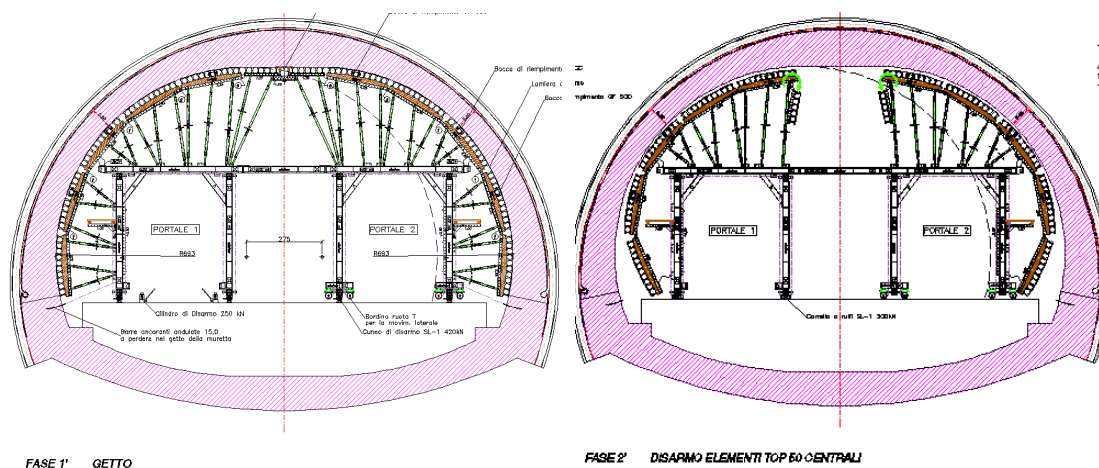 Bocca di riempimento
Lamiera
Bocca
riempimento GF 50D
PORTALE 1
275
PORTALE 2
R693
R693
Cilindro di Disarmo 250 kN
Barre ancoranti ondulate 15,0
a perdere nel getto della muretta
Bordino ruota T
per la movim. laterale
Cuneo di disarmo SL-1 420kN
FASE 1' GETTO
PORTALE 1
PORTALE 2
Carrello a rulli SL-1 300kN
FASE 2' DISARMO ELEMENTI TOP 50 CENTRALI